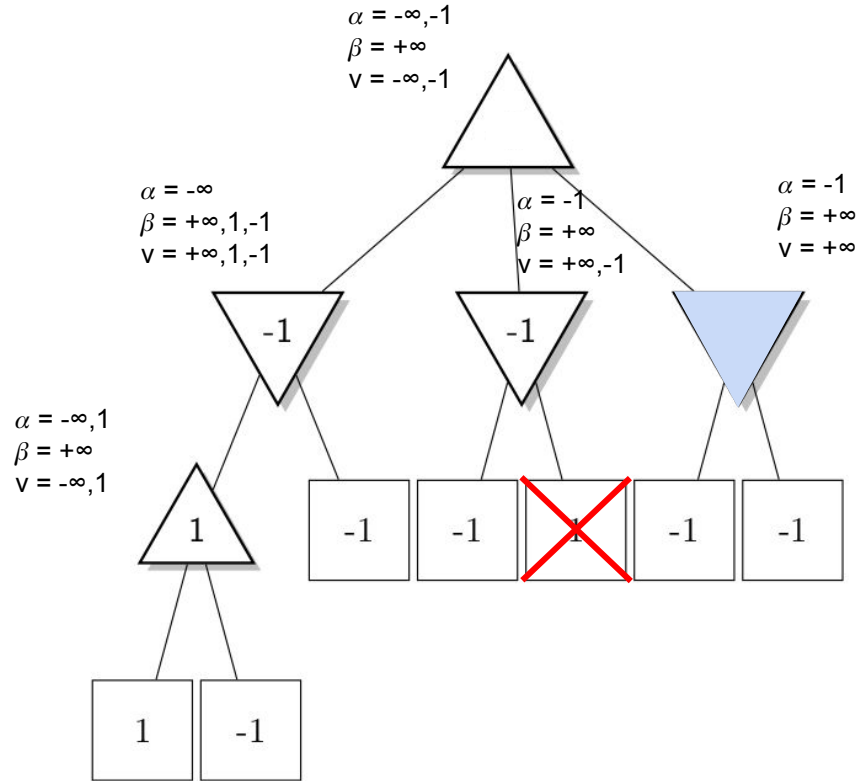 α = -∞,-1
β = +∞
v = -∞,-1
α = -∞
β = +∞,1,-1
v = +∞,1,-1
α = -1
β = +∞
v = +∞,-1
α = -1
β = +∞
v = +∞
-1
-1
α = -∞,1
β = +∞
v = -∞,1
1
-1
-1
1
-1
-1
1
-1